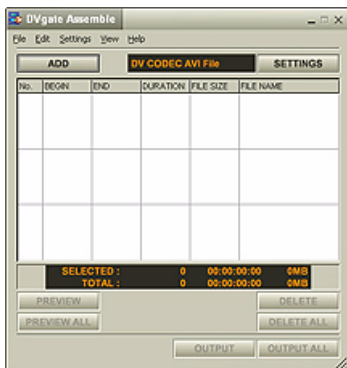 DVgate Assemble
File Edit Settings View Help
ADD DV CODEC AVI File SETTINGS
No. BEGIN END DURATION FILE SIZE FILE NAME
SELECTED : 0 00:00:00:00 0MB
TOTAL : 0 00:00:00:00 0MB
PREVIEW DELETE
PREVIEW ALL DELETE ALL
OUTPUT OUTPUT ALL